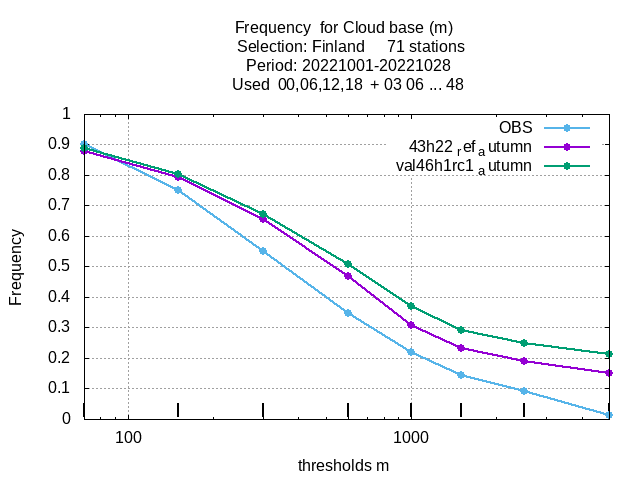 Frequency for Cloud base (m)
Selection: Finland 71 stations
Period: 20221001-20221028
Used 00,06,12,18 + 03 06 ... 48
1
0.9
0.8
0.7
0.6
0.5
0.4
0.3
0.2
0.1
0
Frequency
OBS
43h22 ref a utumn
val46h1rc1 a utumn
100 1000
thresholds m